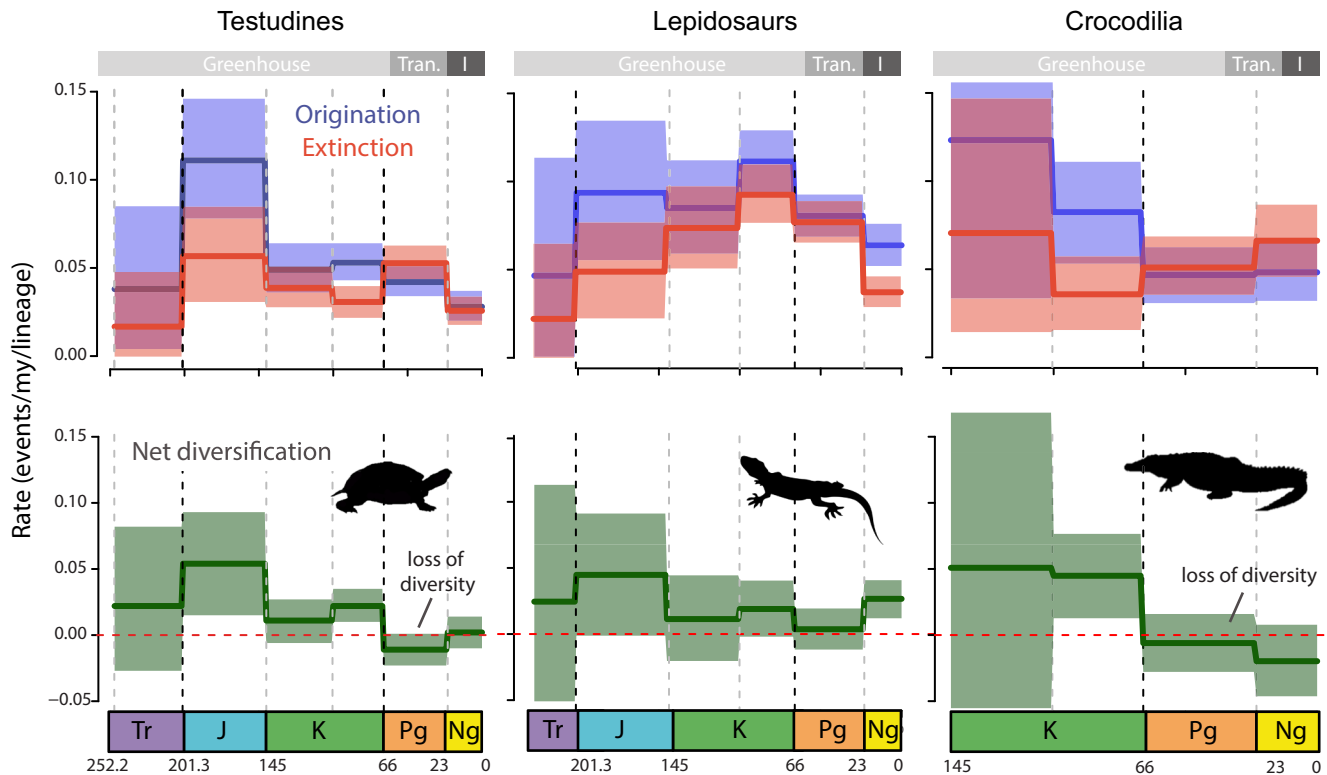 Testudines Lepidosaurs Crocodilia
Greenhouse Tran. I Greenhouse Tran. I Greenhouse Tran. I
0.15
Origination
Extinction
0.10
0.05
0.00
Rate (events/my/lineage)
0.15
Net diversification
0.10
0.05
loss of
diversity
loss of diversity
0.00
−0.05
Tr J K Pg Ng Tr J K Pg Ng K Pg Ng
252.2 201.3 145 66 23 0 201.3 145 66 23 0 145 66 23 0